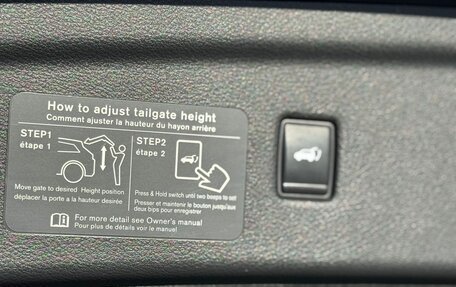 How to adjust tailgate height
Comment ajuster la hauteur du hayon arrière
STEP1
étape 1
STEP2
étape 2
Move gate to desired Height position
déplacer la porte a la hauteur desirée
Press & Hold switch until two beeps to set
Presser et maintenir le bouton jusqu'aus
deux bips pour enregistrer
For more detail see Owner's manual
Pour plus de détails voir le manuel